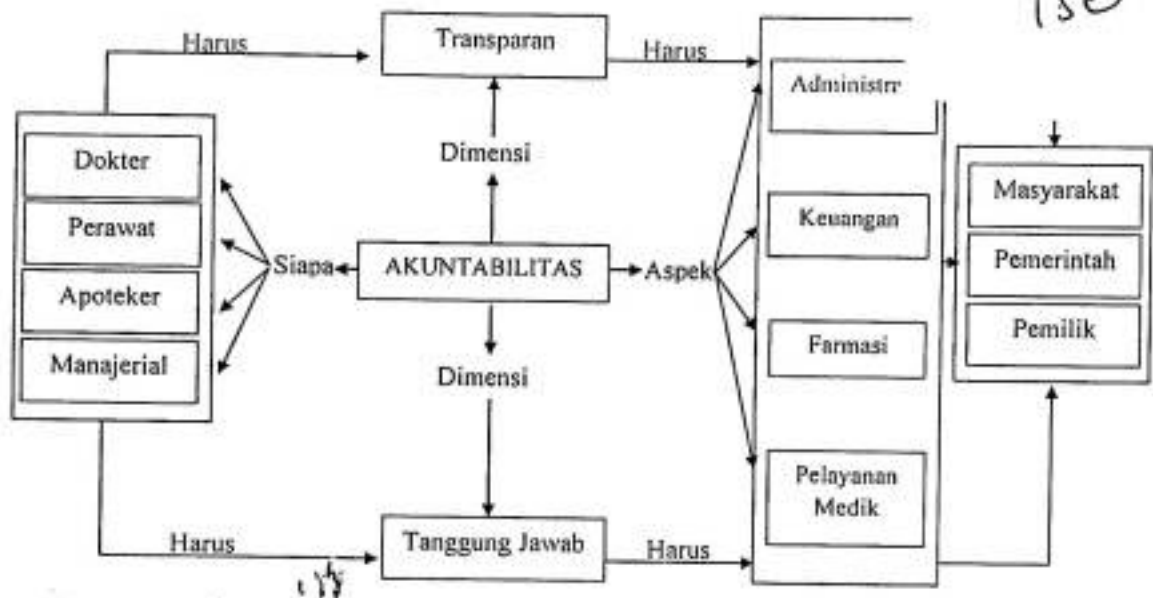 Harus
Transparan
Harus
Dimensi
Dokter
Perawat
Apoteker
Manajerial
Siapa
AKUNTABILITAS
Aspek
Keuangan
Farmasi
Pelayanan
Medik
Masyarakat
Pemerintah
Pemilik
Dimensi
Harus
Tanggung Jawab
Harus